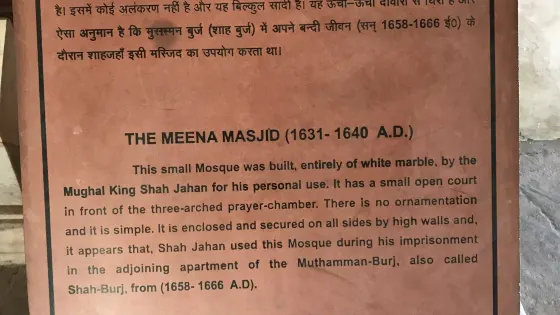 है। इसमें कोई अलंकरण नहीं है और यह बिल्कुल सादी है। यह ऊँची-ऊँची दीवारों से घिरी है और
ऐसा अनुमान है कि मुसम्मन बुर्ज (शाह बुर्ज) में अपने बन्दी जीवन (सन् 1658-1666 ई०) के
दौरान शाहजहाँ इसी मस्जिद का उपयोग करता था।
THE MEENA MASJID (1631- 1640 A.D.)
This small Mosque was built, entirely of white marble, by the
Mughal King Shah Jahan for his personal use. It has a small open court
in front of the three-arched prayer-chamber. There is no ornamentation
and it is simple. It is enclosed and secured on all sides by high walls and,
it appears that, Shah Jahan used this Mosque during his imprisonment
in the adjoining apartment of the Muthamman-Burj, also called
Shah-Burj, from (1658- 1666 A.D).